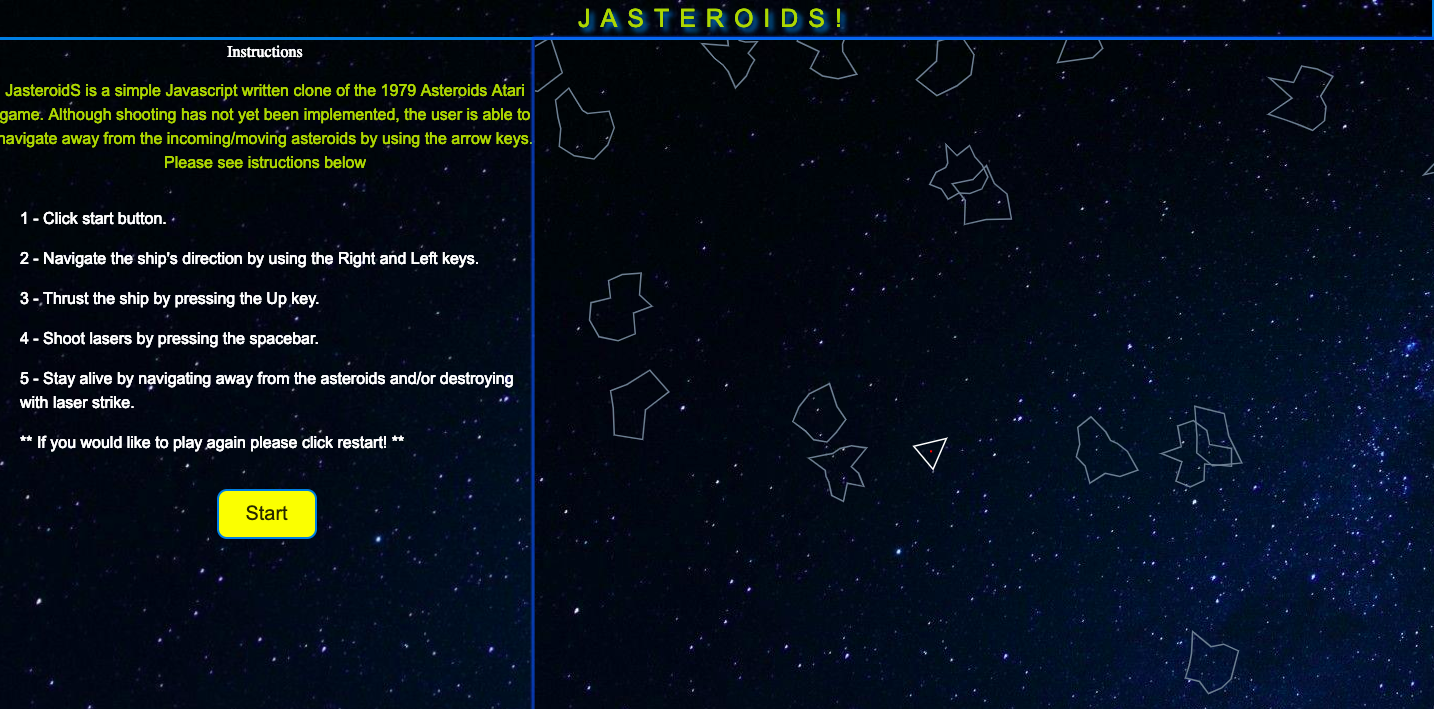 JASTEROIDS!
Instructions
JasteroidS is a simple Javascript written clone of the 1979 Asteroids Atari
game. Although shooting has not yet been implemented, the user is able to
navigate away from the incoming/moving asteroids by using the arrow keys.
Please see istructions below
1 - Click start button.
2 - Navigate the ship's direction by using the Right and Left keys.
3 - Thrust the ship by pressing the Up key.
4 - Shoot lasers by pressing the spacebar.
5 - Stay alive by navigating away from the asteroids and/or destroying
with laser strike.
** If you would like to play again please click restart! **
Start